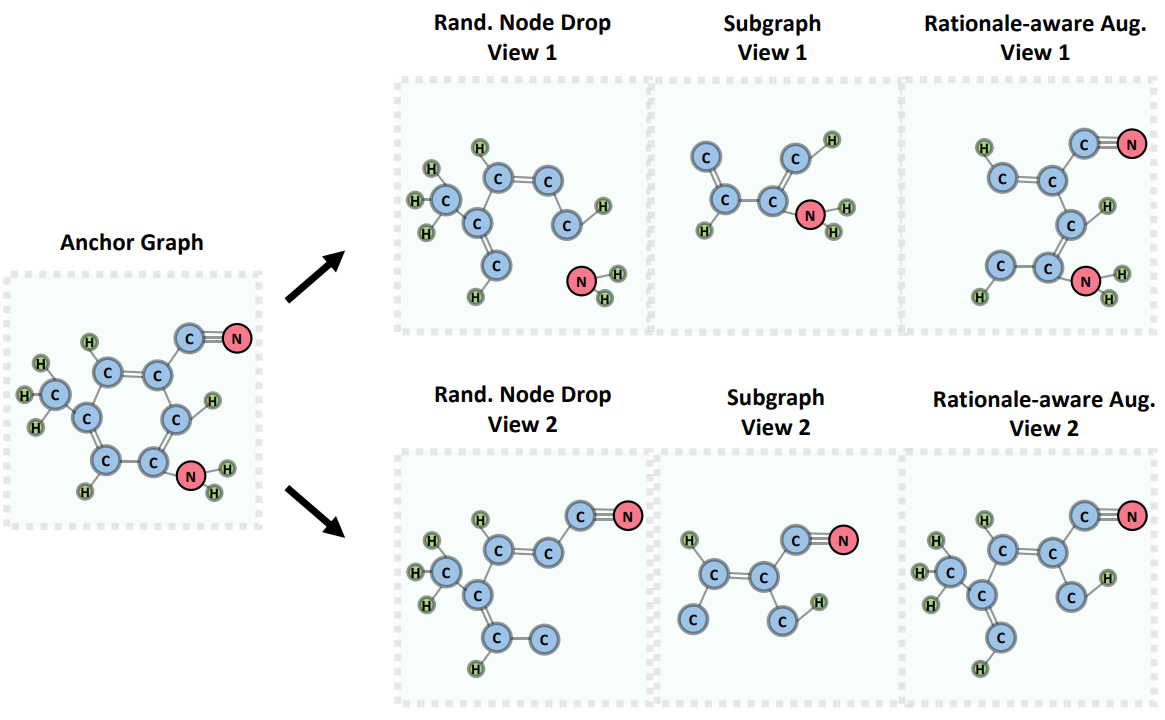 Rand. Node Drop
View 1
Subgraph
View 1
Rationale-aware Aug.
View 1
H
C C
H
H C H
H C C
C
N H
H H
C C H
C C
N H
H H
C N
H
C C
H
C
C C
N H
H H
Anchor Graph
C N
H
H C C
H C H
H C C
C C
N H
H H
Rand. Node Drop
View 2
Subgraph
View 2
Rationale-aware Aug.
View 2
C N
H
H C C
H C
H C
C C
H
C N
H
C C
H
C C
C N
H
H C C
H C H
H C C
C
H